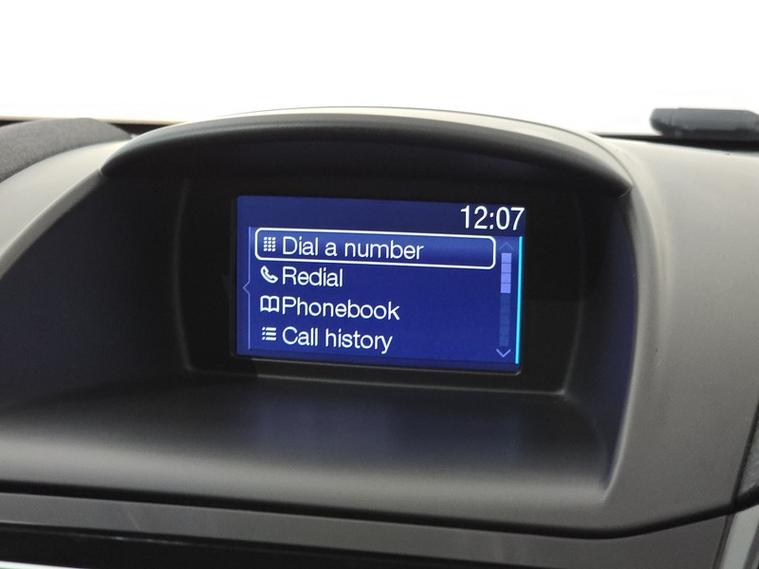 12:07
Dial a number
Redial
Phonebook
Call history